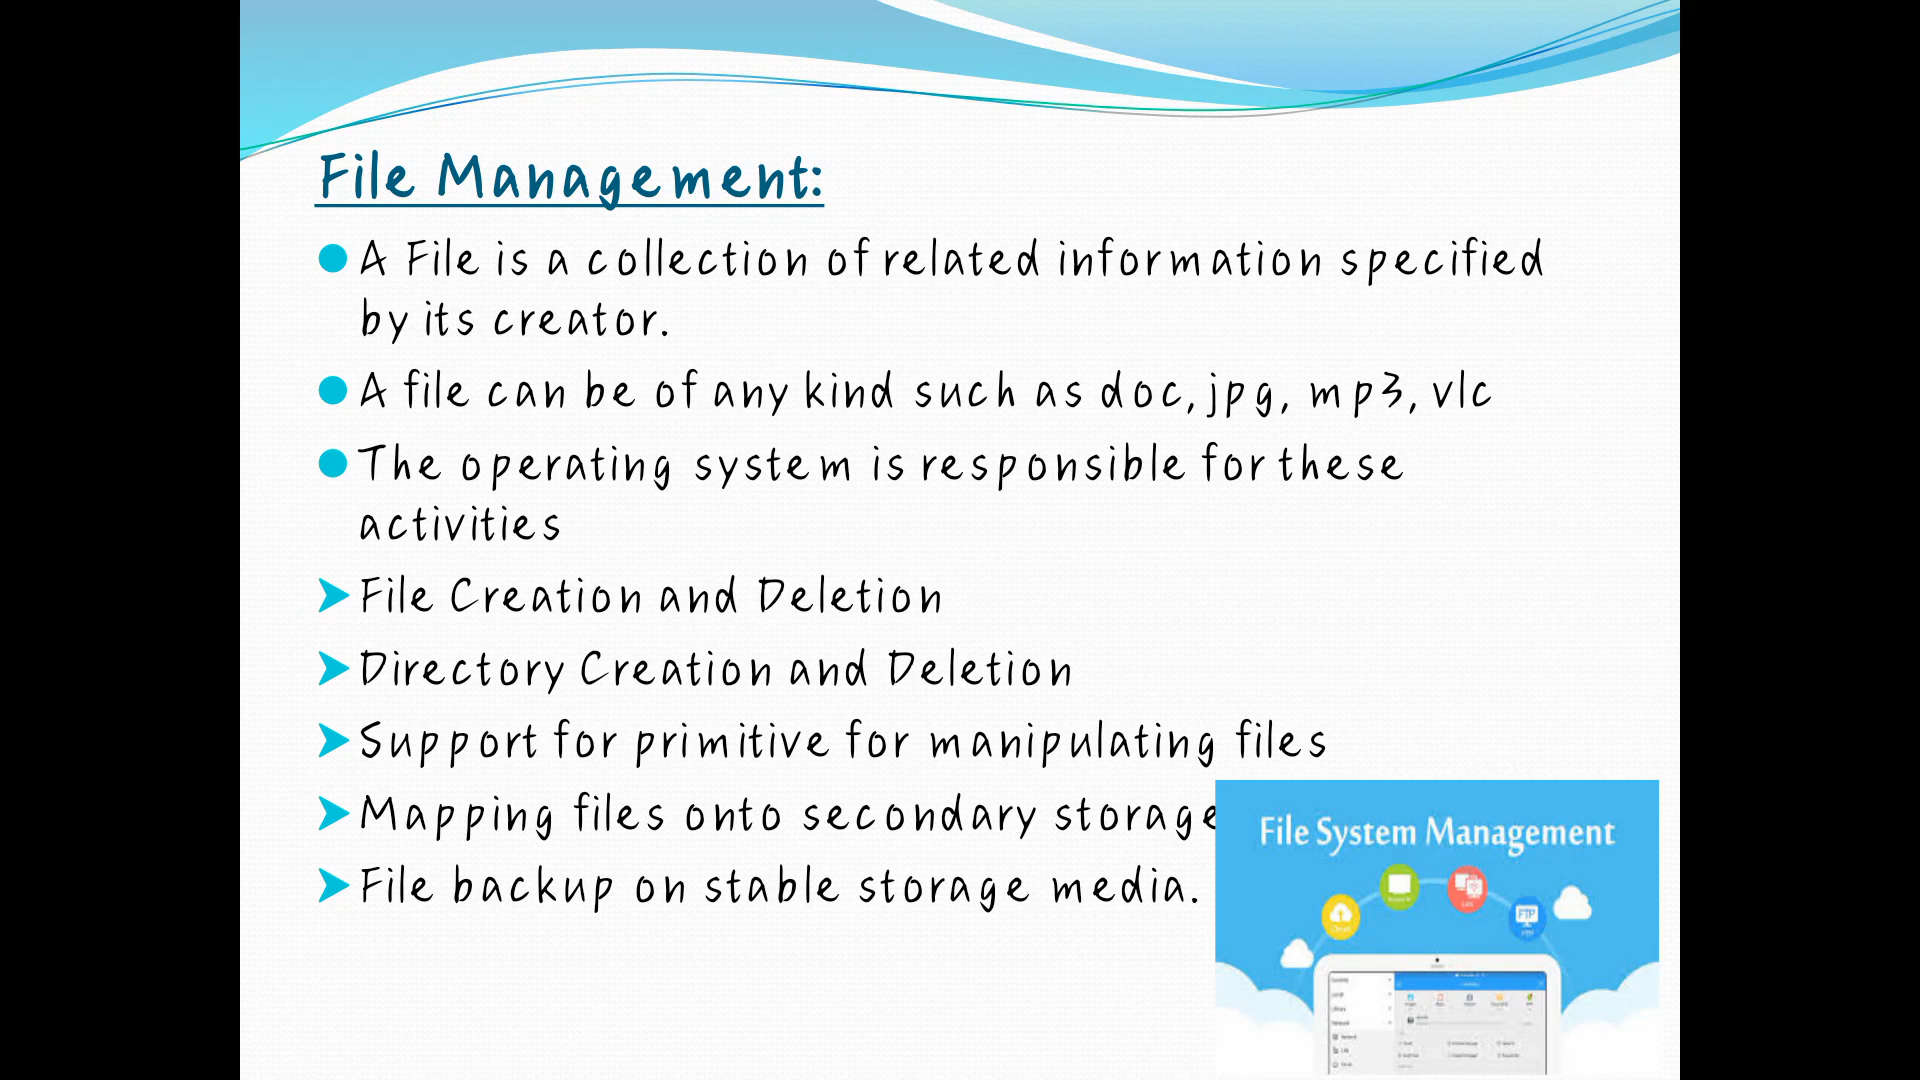 File Management:
A File is a collection of related information specified
by its creator.
A file can be of any kind such as doc, jpg, mp3, vlc
The operating system is responsible for these
activities
File Creation and Deletion
Directory Creation and Deletion
Support for primitive for manipulating files
Mapping files onto secondary storage
File backup on stable storage media.
File System Management
FTP